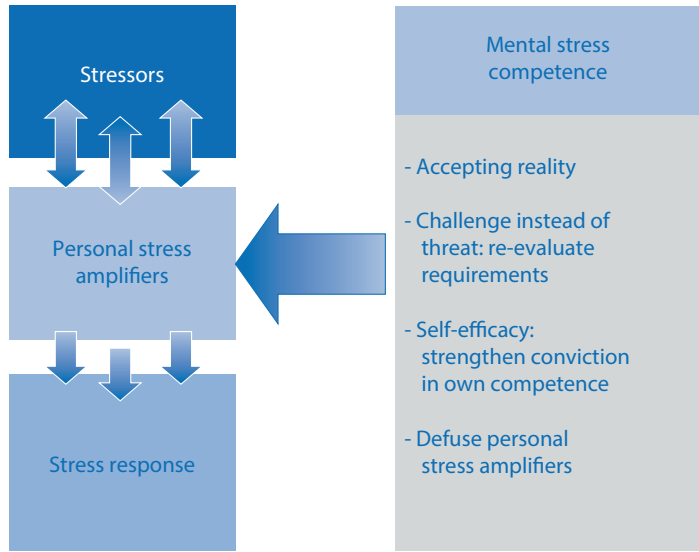 Stressors
Personal stress
amplifiers
Stress response
Mental stress
competence
- Accepting reality
- Challenge instead of
threat: re-evaluate
requirements
- Self-efficacy:
strengthen conviction
in own competence
- Defuse personal
stress amplifiers